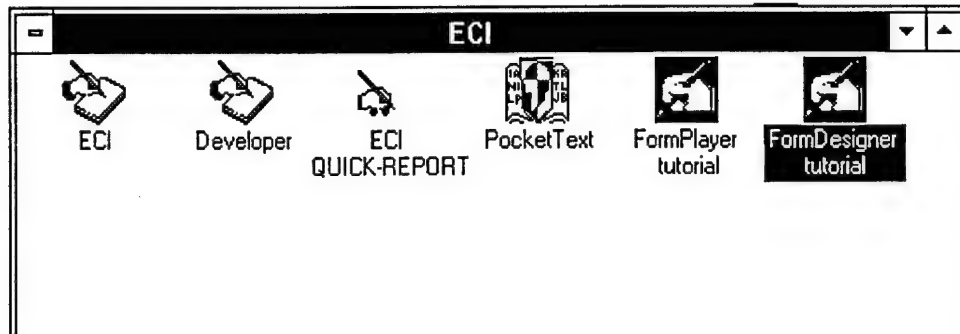 ECI
ECI
Developer
ECI
QUICK-REPORT
PocketText
FormPlayer
tutorial
FormDesigner
tutorial